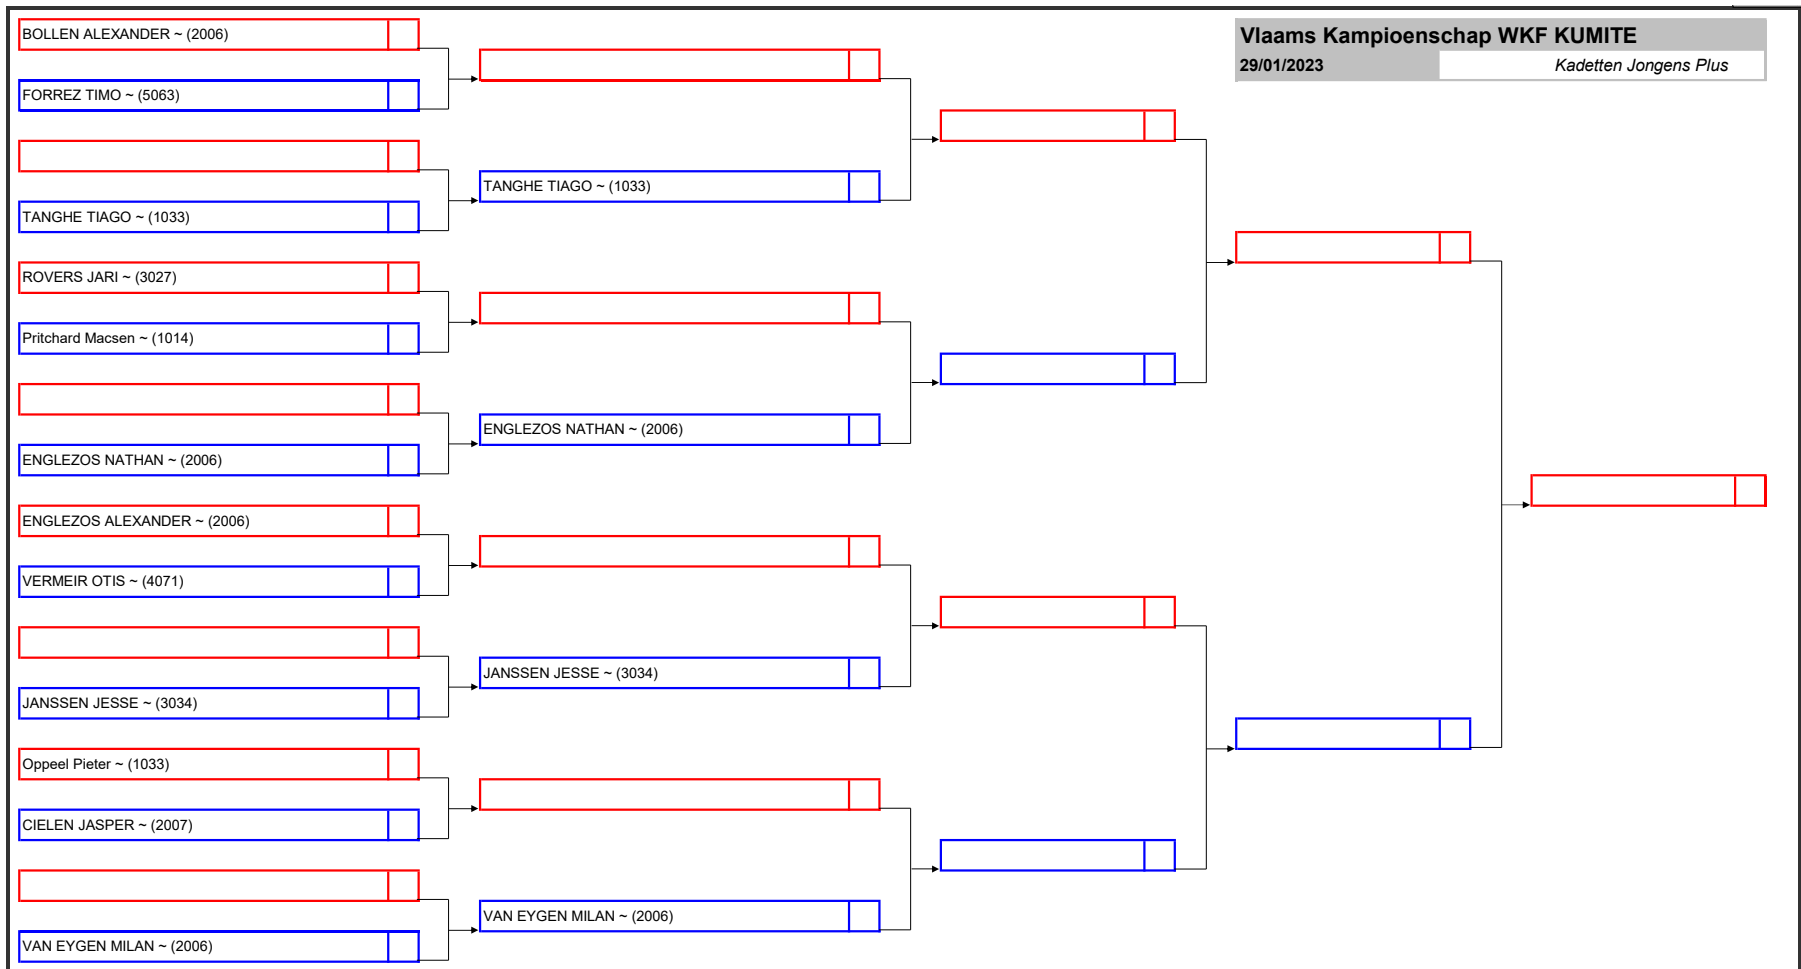 BOLLEN ALEXANDER ~ (2006)
FORREZ TIMO ~ (5063)
TANGHE TIAGO ~ (1033)
ROVERS JARI ~ (3027)
Pritchard Macsen ~ (1014)
ENGLEZOS NATHAN ~ (2006)
ENGLEZOS ALEXANDER ~ (2006)
VERMEIR OTIS ~ (4071)
JANSSEN JESSE ~ (3034)
Oppeel Pieter ~ (1033)
CIELEN JASPER ~ (2007)
VAN EYGEN MILAN ~ (2006)
TANGHE TIAGO ~ (1033)
ENGLEZOS NATHAN ~ (2006)
JANSSEN JESSE ~ (3034)
VAN EYGEN MILAN ~ (2006)
Vlaams Kampioenschap WKF KUMITE
29/01/2023 Kadetten Jongens Plus